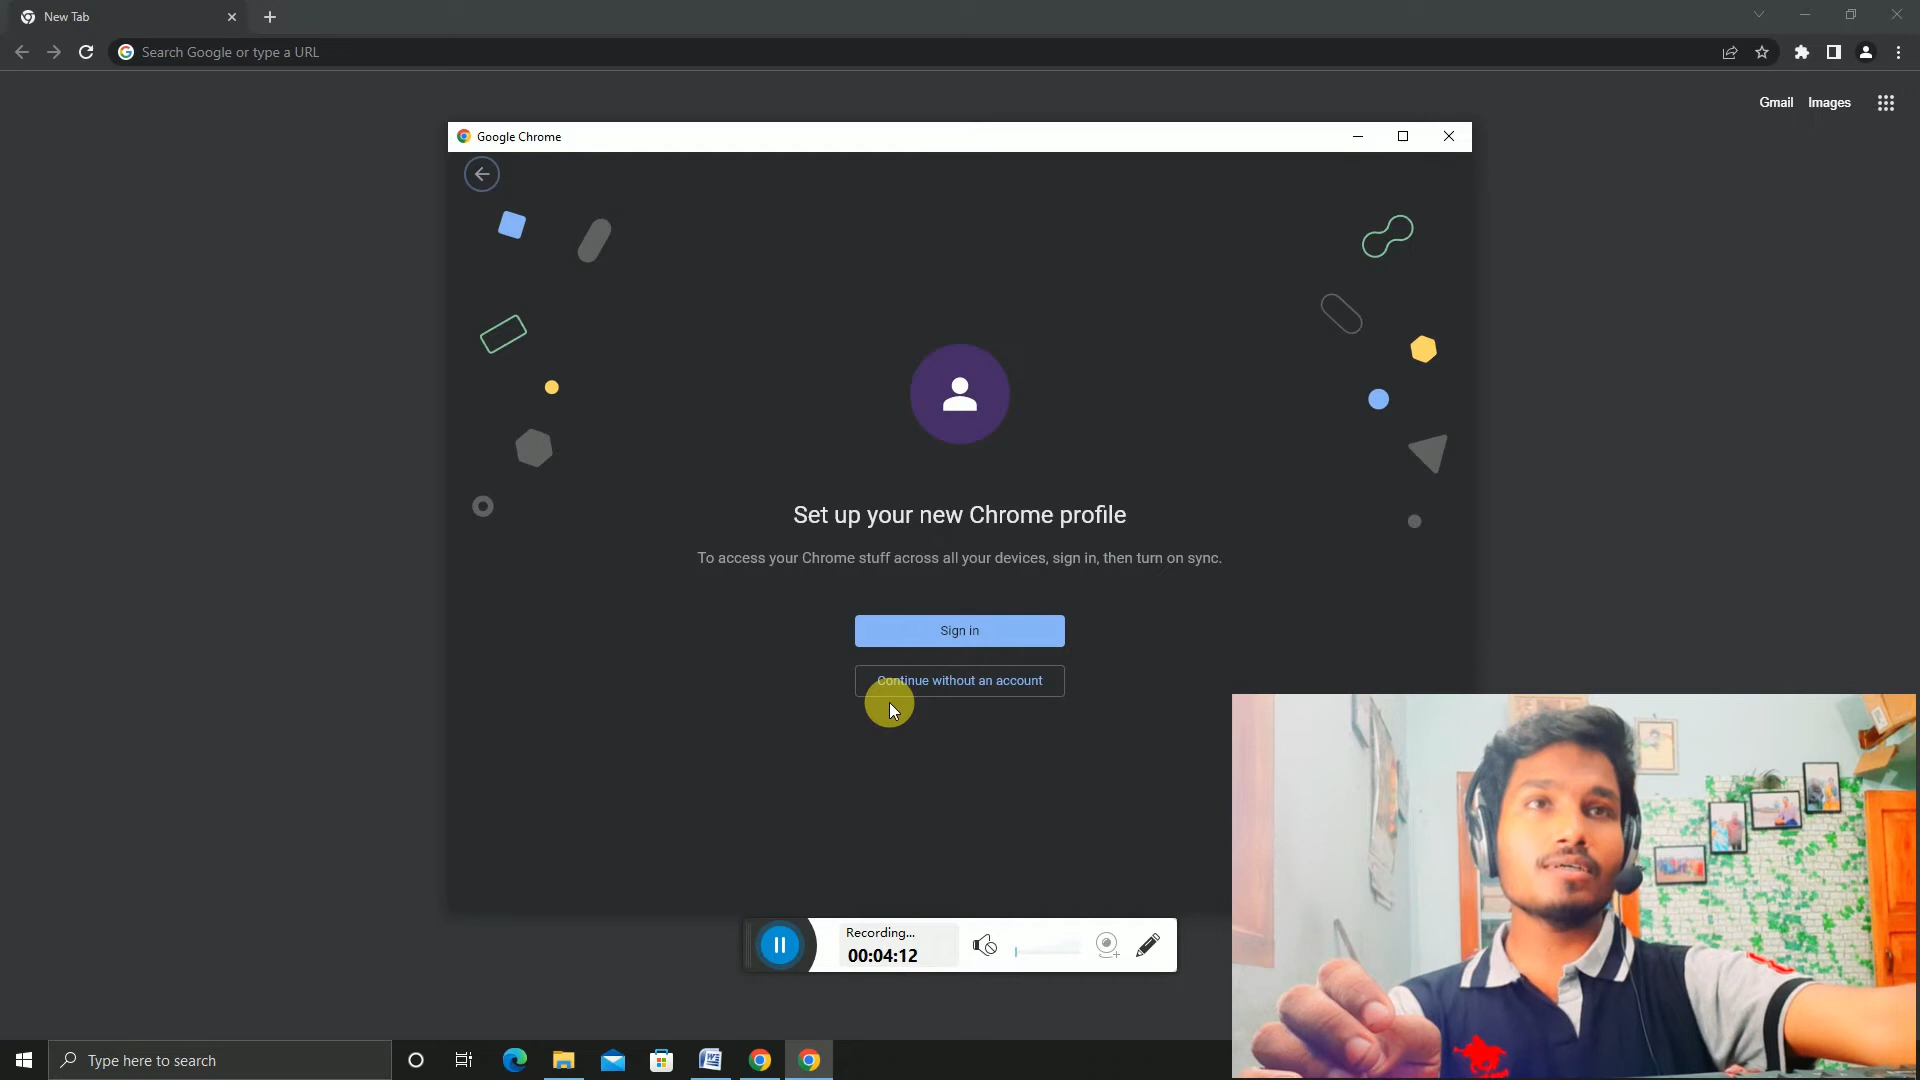 New Tab
Search Google or type a URL
Gmail Images
Google Chrome
Set up your new Chrome profile
To access your Chrome stuff across all your devices, sign in, then turn on sync.
Sign in
Continue without an account
Recording...
00:04:12
Type here to search